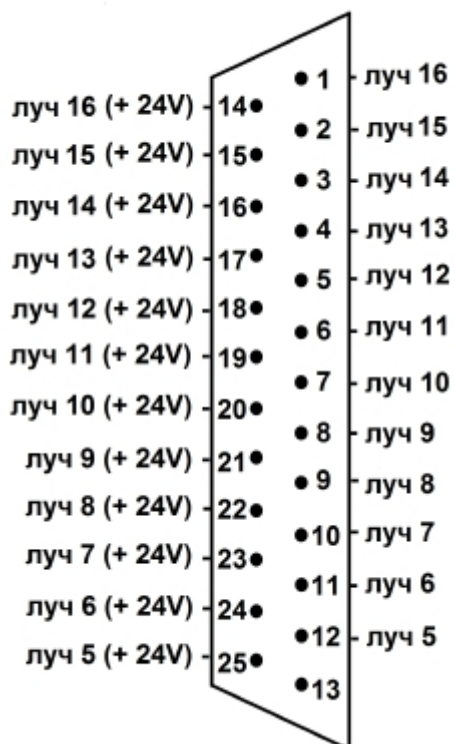 1 луч 16
луч 16 (+ 24V) 14
2 луч 15
луч 15 (+ 24V) 15
3 луч 14
луч 14 (+ 24V) 16
4 луч 13
луч 13 (+ 24V) 17
5 луч 12
луч 12 (+ 24V) 18
6 луч 11
луч 11 (+ 24V) 19
7 луч 10
луч 10 (+ 24V) 20
8 луч 9
луч 9 (+ 24V) 21
9 луч 8
луч 8 (+ 24V) 22
10 луч 7
луч 7 (+ 24V) 23
11 луч 6
луч 6 (+ 24V) 24
12 луч 5
луч 5 (+ 24V) 25
13